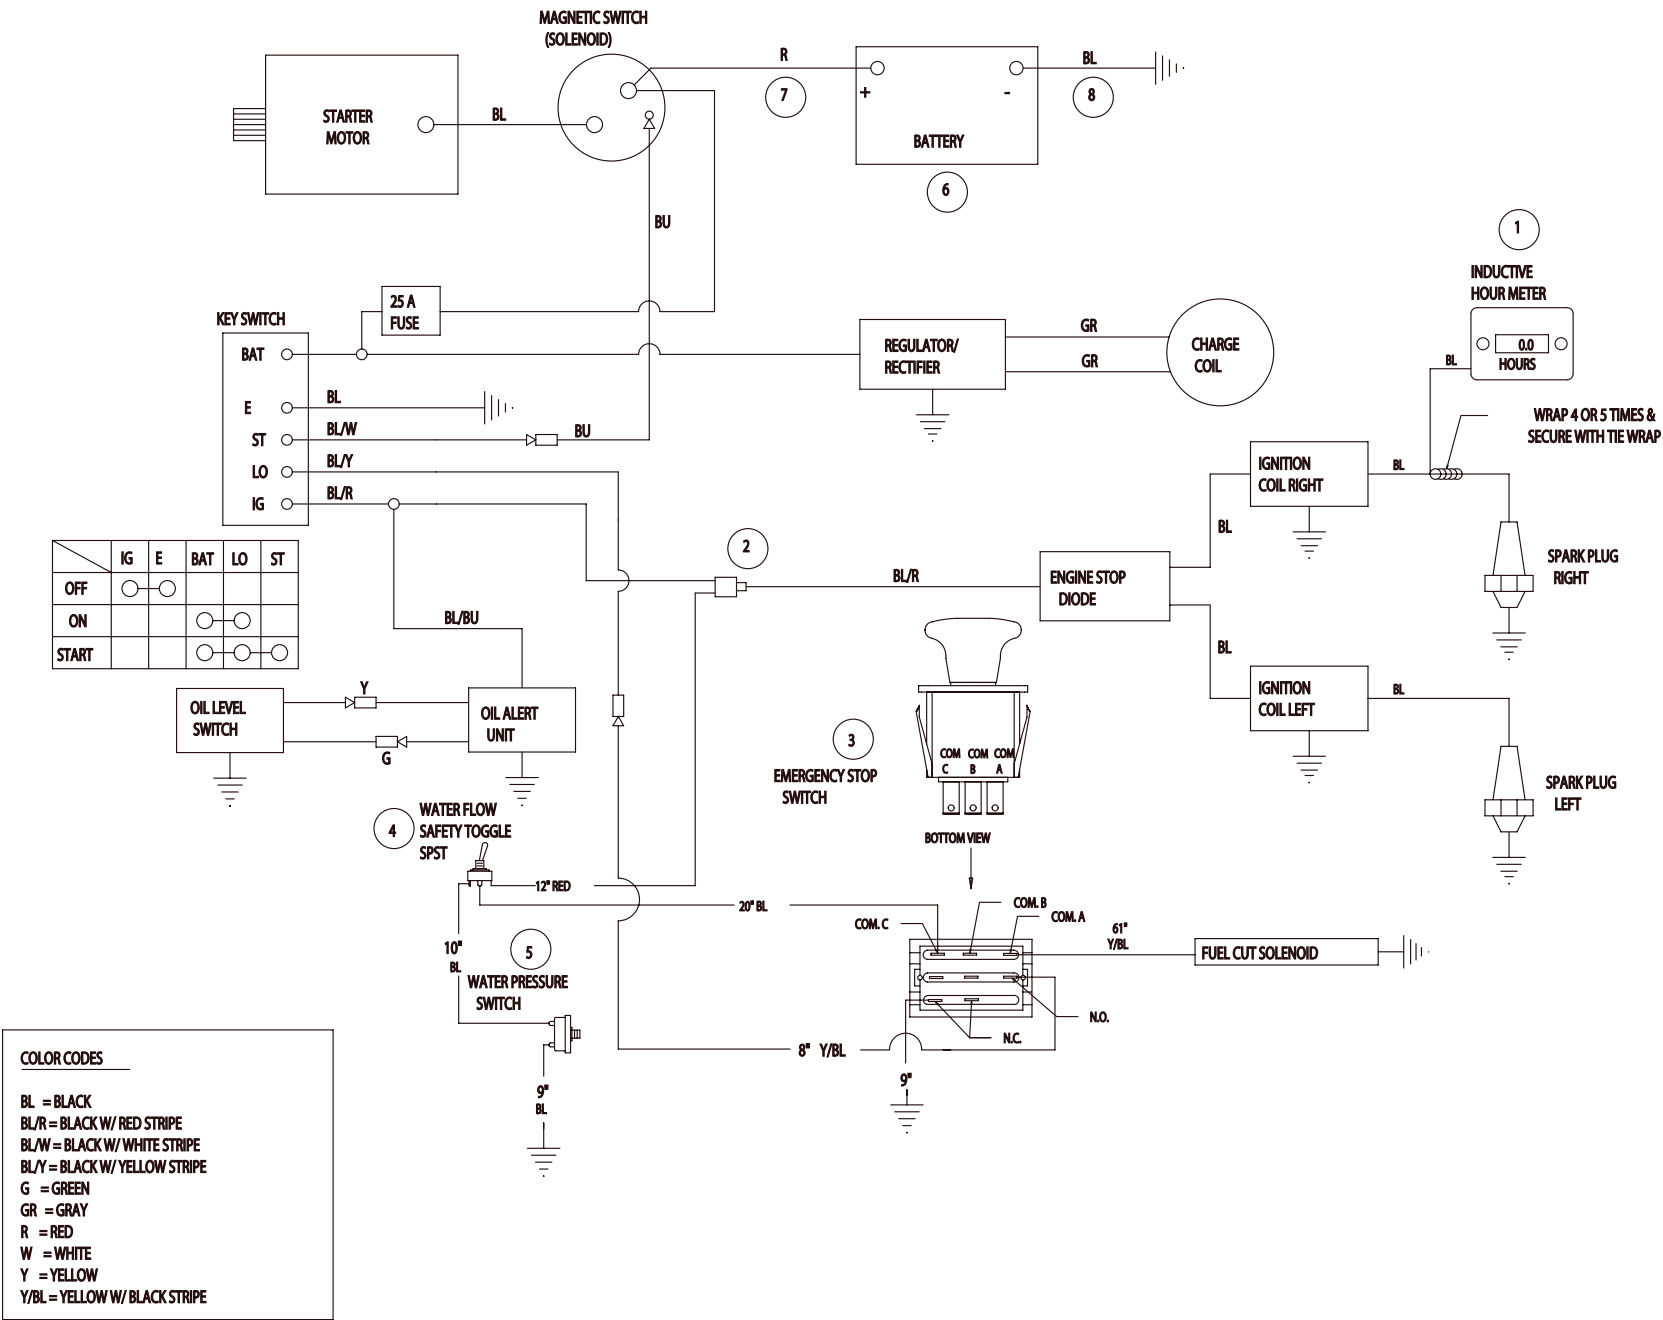 MAGNETIC SWITCH
(SOLENOID)
STARTER
MOTOR
BL
R
7
+
-
BATTERY
6
BL
8
BU
1
INDUCTIVE
HOUR METER
0.0
HOURS
BL
25 A
FUSE
KEY SWITCH
BAT
E
ST
LO
IG
BL
BL/W
BU
BL/Y
BL/R
REGULATOR/
RECTIFIER
GR
GR
CHARGE
COIL
WRAP 4 OR 5 TIMES &
SECURE WITH TIE WRAP
IGNITION
COIL RIGHT
BL
BL
SPARK PLUG
RIGHT
IG E BAT LO ST
OFF
ON
START
2
BL/R
ENGINE STOP
DIODE
BL/BU
BL
IGNITION
COIL LEFT
BL
SPARK PLUG
LEFT
OIL LEVEL
SWITCH
Y
G
OIL ALERT
UNIT
3
EMERGENCY STOP
SWITCH
COM COM COM
C B A
BOTTOM VIEW
4
WATER FLOW
SAFETY TOGGLE
SPST
12" RED
20" BL
COM. C
COM. B
COM. A
61"
Y/BL
FUEL CUT SOLENOID
10"
BL
5
WATER PRESSURE
SWITCH
N.O.
N.C.
8" Y/BL
9"
9"
BL
COLOR CODES
BL = BLACK
BL/R = BLACK W/ RED STRIPE
BL/W = BLACK W/ WHITE STRIPE
BL/Y = BLACK W/ YELLOW STRIPE
G = GREEN
GR = GRAY
R = RED
W = WHITE
Y = YELLOW
Y/BL = YELLOW W/ BLACK STRIPE